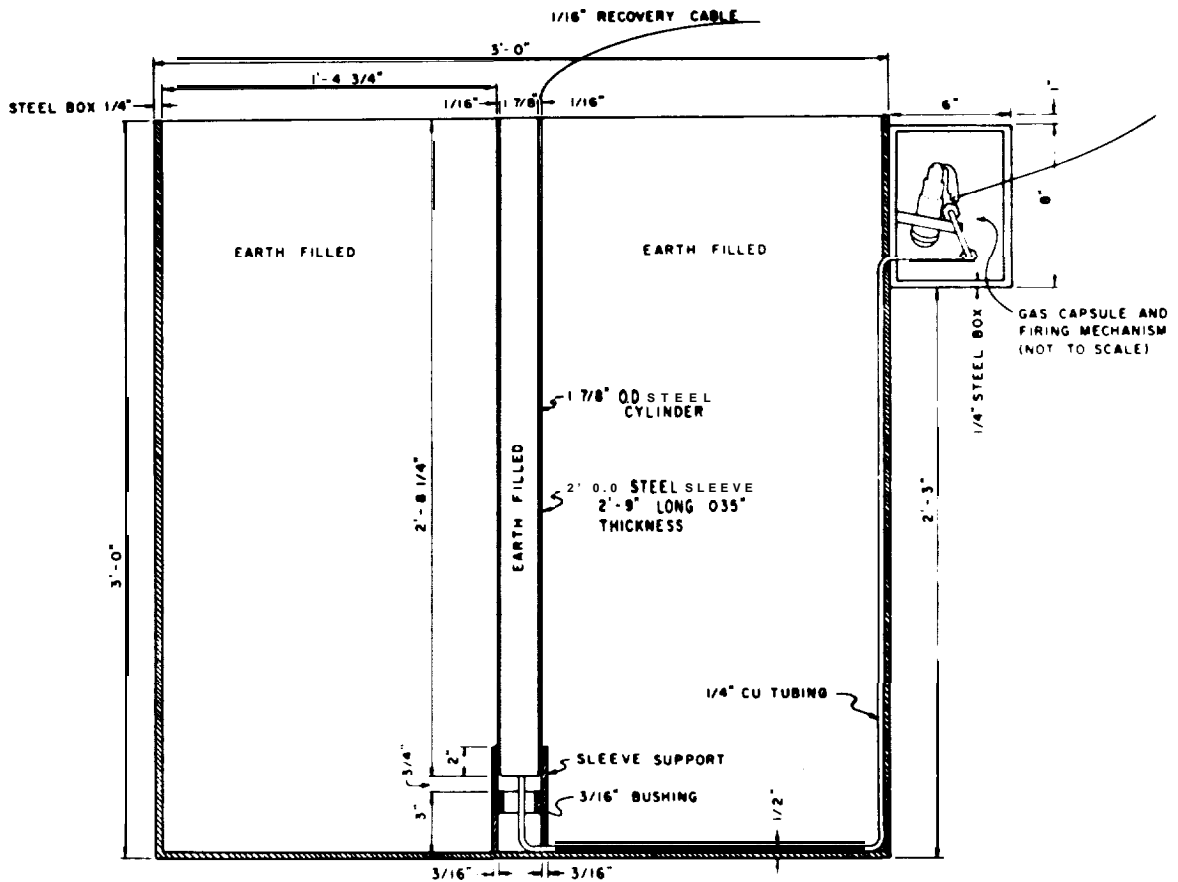 1/16" RECOVERY CABLE
3'-0"
1'-4 3/4"
STEEL BOX 1/4"
1/16"
1 7/8"
1/16"
6"
1"
8"
EARTH FILLED
EARTH FILLED
GAS CAPSULE AND
FIRING MECHANISM
(NOT TO SCALE)
1/4" STEEL BOX
1 7/8" O.D STEEL
CYLINDER
EARTH FILLED
2' 0.0 STEEL SLEEVE
2'-9" LONG 035"
THICKNESS
2'-8 1/4"
2'-3"
3'-0"
1/4" CU TUBING
3/4"
2"
SLEEVE SUPPORT
3"
3/16" BUSHING
1/2"
3/16"
3/16"